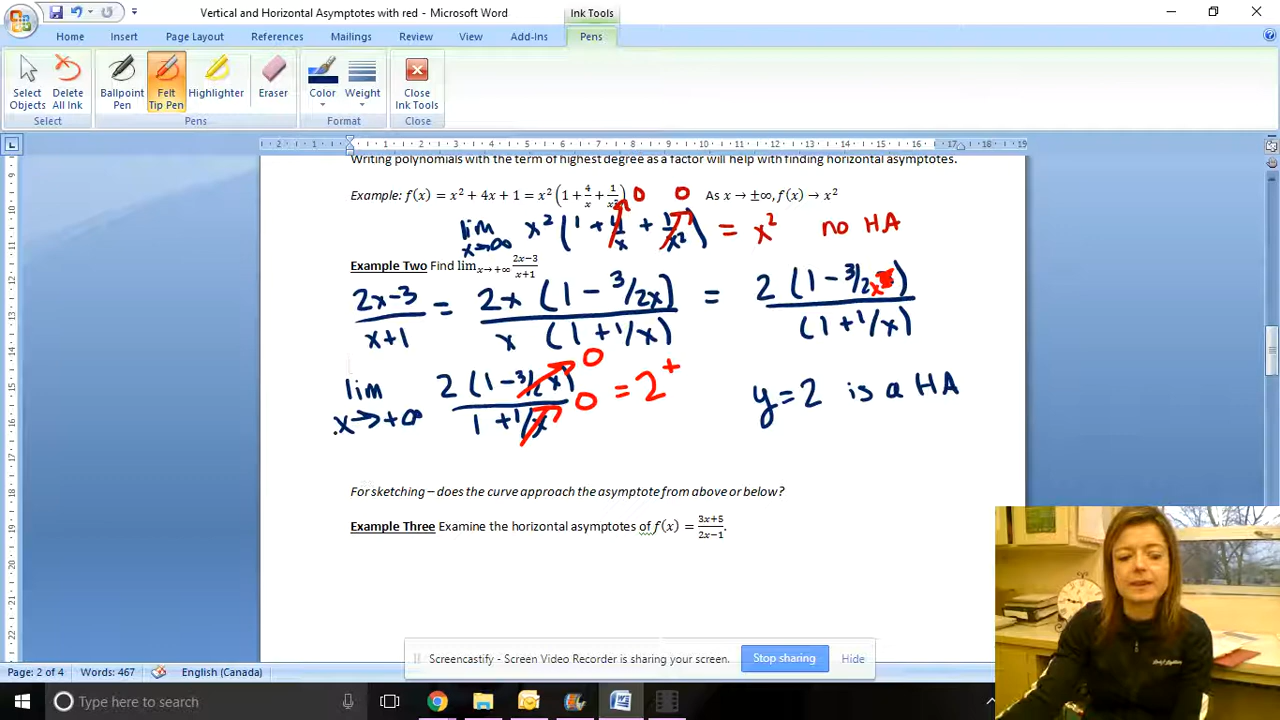 Vertical and Horizontal Asymptotes with red - Microsoft Word
Ink Tools
Home Insert Page Layout References Mailings Review View Add-Ins Pens
Select Objects
Delete All Ink
Ballpoint Pen
Felt Tip Pen
Highlighter
Eraser
Color
Weight
Close Ink Tools
Select
Pens
Format
Close
Writing polynomials with the term of highest degree as a factor will help with finding horizontal asymptotes.
Example: f(x) = x² + 4x + 1 = x² (1 + 4/x + 1/x²) As x → ±∞, f(x) → x²
0 0
lim x→∞ x² (1 + 4/x + 1/x²) = x² no HA
Example Two Find lim x→+∞ 2x−3/x+1
2x−3/x+1 = 2x (1 − 3/2x)/x (1 + 1/x) = 2 (1 − 3/2x)/(1 + 1/x)
lim x→+∞ 2 (1 − 3/2x)/1 + 1/x 0 0 = 2⁺ y = 2 is a HA
For sketching – does the curve approach the asymptote from above or below?
Example Three Examine the horizontal asymptotes of f(x) = 3x+5/2x−1.
Screencastify - Screen Video Recorder is sharing your screen. Stop sharing Hide
Page: 2 of 4 Words: 467 English (Canada)
Type here to search